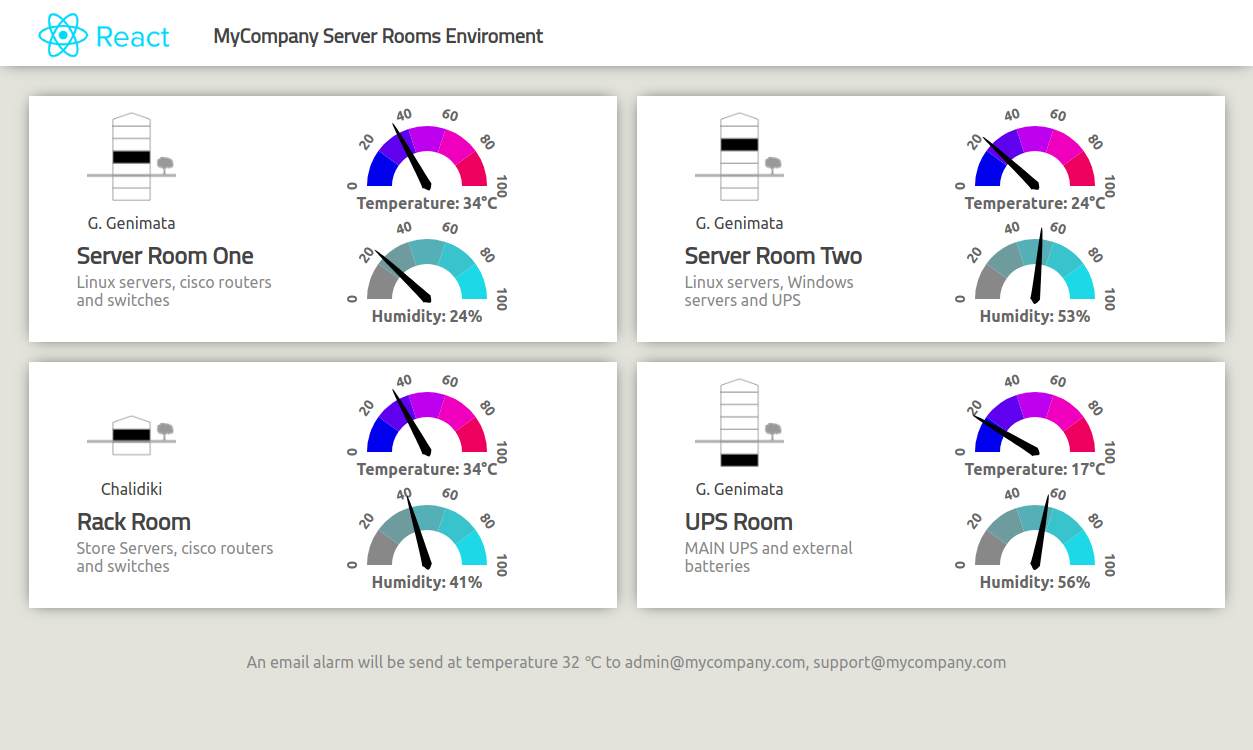 React
MyCompany Server Rooms Enviroment
G. Genimata
Server Room One
Linux servers, cisco routers
and switches
0
20
40
60
80
100
Temperature: 34°C
0
20
40
60
80
100
Humidity: 24%
G. Genimata
Server Room Two
Linux servers, Windows
servers and UPS
0
20
40
60
80
100
Temperature: 24°C
0
20
40
60
80
100
Humidity: 53%
Chalidiki
Rack Room
Store Servers, cisco routers
and switches
0
20
40
60
80
100
Temperature: 34°C
0
20
40
60
80
100
Humidity: 41%
G. Genimata
UPS Room
MAIN UPS and external
batteries
0
20
40
60
80
100
Temperature: 17°C
0
20
40
60
80
100
Humidity: 56%
An email alarm will be send at temperature 32 °C to admin@mycompany.com, support@mycompany.com